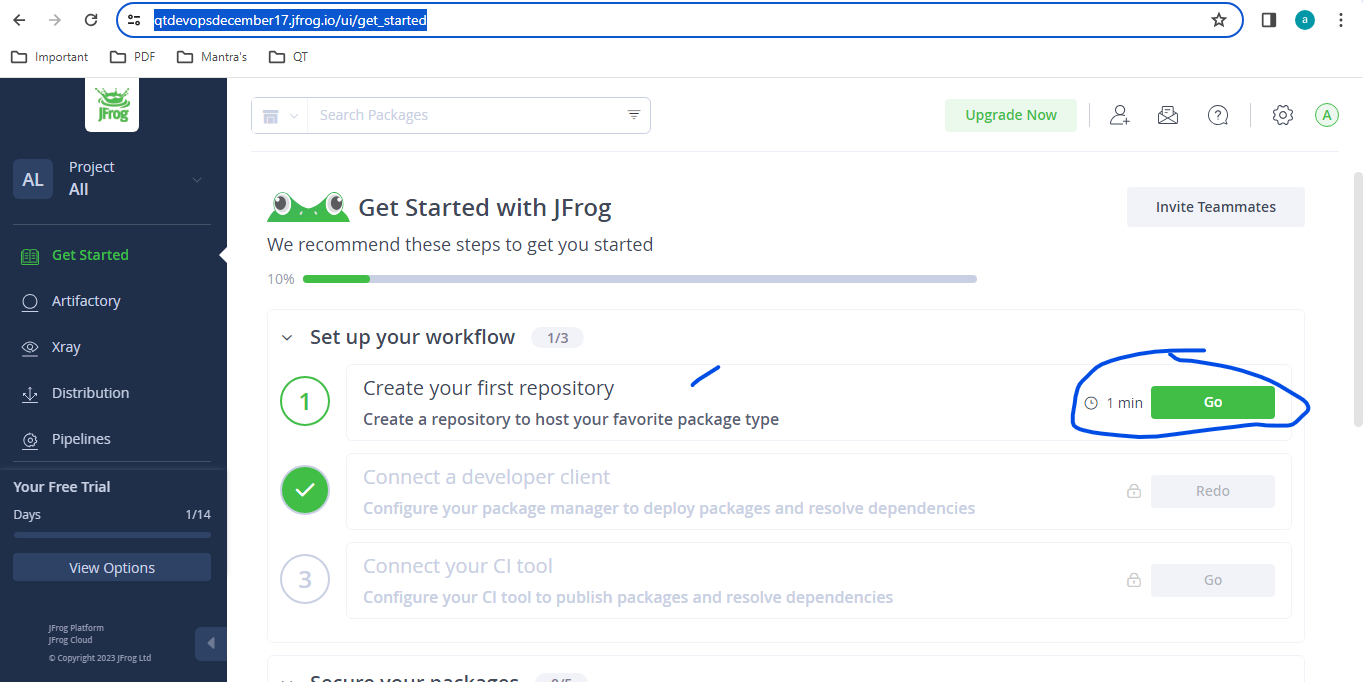 qtdevopsdecember17.jfrog.io/ui/get_started
a
Important
PDF
Mantra's
QT
JFrog
Search Packages
Upgrade Now
A
AL
Project
All
Get Started
Artifactory
Xray
Distribution
Pipelines
Your Free Trial
Days 1/14
View Options
JFrog Platform
JFrog Cloud
© Copyright 2023 JFrog Ltd
Get Started with JFrog
Invite Teammates
We recommend these steps to get you started
10%
Set up your workflow 1/3
1
Create your first repository
Create a repository to host your favorite package type
1 min
Go
Connect a developer client
Configure your package manager to deploy packages and resolve dependencies
Redo
3
Connect your CI tool
Configure your CI tool to publish packages and resolve dependencies
Go
Secure your packages 0/5